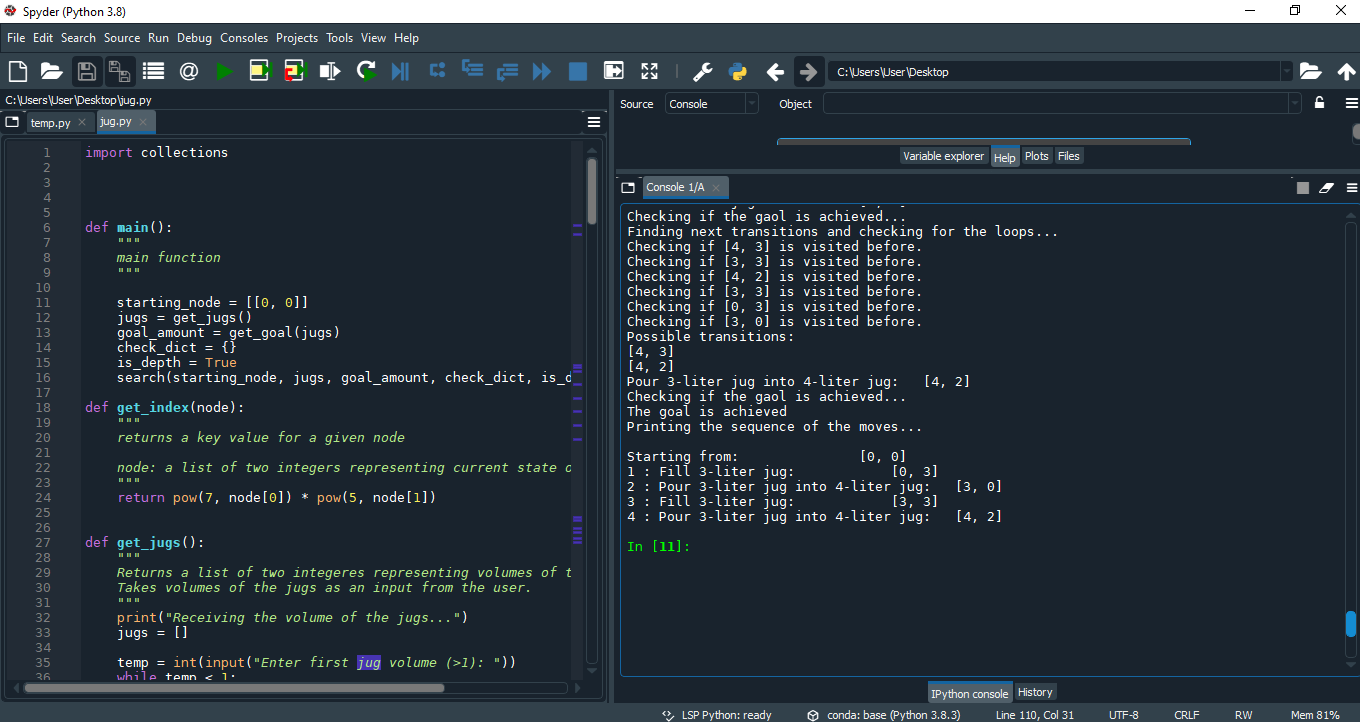 Spyder (Python 3.8)
File Edit Search Source Run Debug Consoles Projects Tools View Help
C:\Users\User\Desktop
C:\Users\User\Desktop\jug.py
temp.py
jug.py
1 import collections
2
3
4
5
6 def main():
7 """
8 main function
9 """
10
11 starting_node = [[0, 0]]
12 jugs = get_jugs()
13 goal_amount = get_goal(jugs)
14 check_dict = {}
15 is_depth = True
16 search(starting_node, jugs, goal_amount, check_dict, is_d
17
18 def get_index(node):
19 """
20 returns a key value for a given node
21
22 node: a list of two integers representing current state o
23 """
24 return pow(7, node[0]) * pow(5, node[1])
25
26
27 def get_jugs():
28 """
29 Returns a list of two integeres representing volumes of t
30 Takes volumes of the jugs as an input from the user.
31 """
32 print("Receiving the volume of the jugs...")
33 jugs = []
34
35 temp = int(input("Enter first jug volume (>1): "))
36 while temp < 1:
Source Console Object
Variable explorer Help Plots Files
Console 1/A
Checking if the gaol is achieved...
Finding next transitions and checking for the loops...
Checking if [4, 3] is visited before.
Checking if [3, 3] is visited before.
Checking if [4, 2] is visited before.
Checking if [3, 3] is visited before.
Checking if [0, 3] is visited before.
Checking if [3, 0] is visited before.
Possible transitions:
[4, 3]
[4, 2]
Pour 3-liter jug into 4-liter jug: [4, 2]
Checking if the gaol is achieved...
The goal is achieved
Printing the sequence of the moves...
Starting from: [0, 0]
1 : Fill 3-liter jug: [0, 3]
2 : Pour 3-liter jug into 4-liter jug: [3, 0]
3 : Fill 3-liter jug: [3, 3]
4 : Pour 3-liter jug into 4-liter jug: [4, 2]
In [11]:
IPython console History
LSP Python: ready conda: base (Python 3.8.3) Line 110, Col 31 UTF-8 CRLF RW Mem 81%